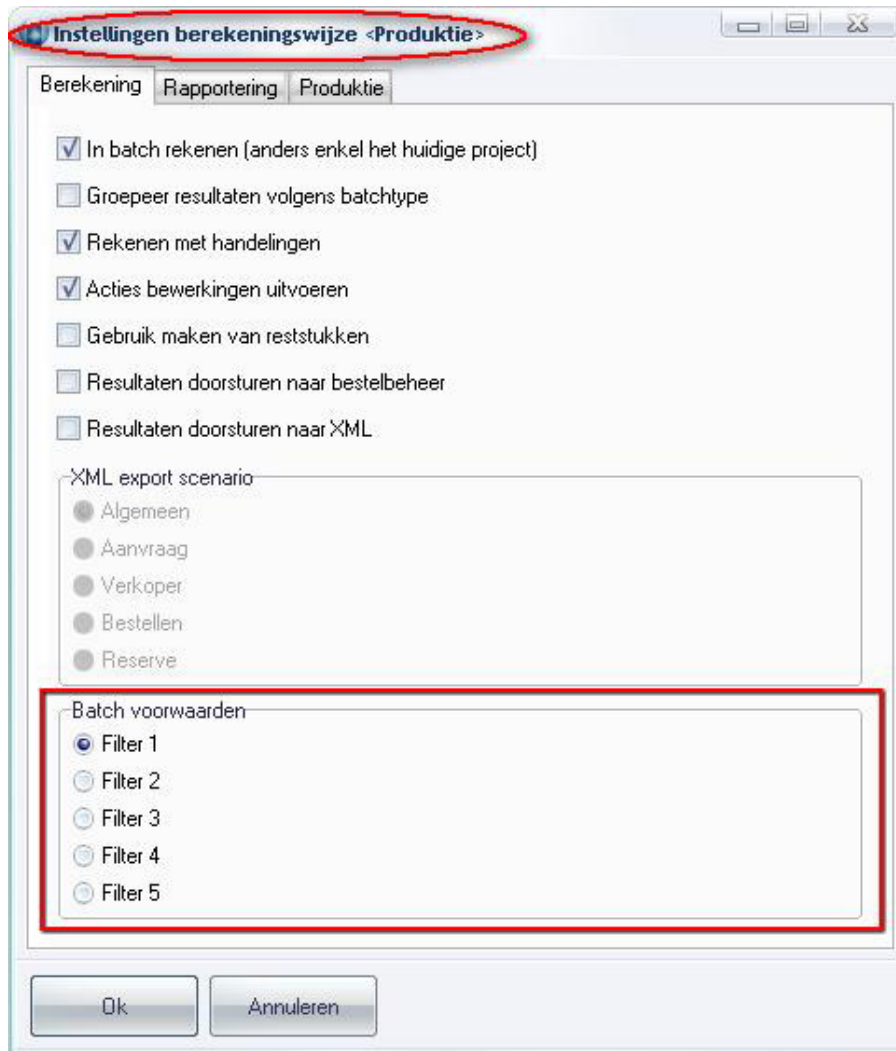 Instellingen berekeningswijze <Produktie>
Berekening Rapportering Produktie
In batch rekenen (anders enkel het huidige project)
Groepeer resultaten volgens batchtype
Rekenen met handelingen
Acties bewerkingen uitvoeren
Gebruik maken van reststukken
Resultaten doorsturen naar bestelbeheer
Resultaten doorsturen naar XML
XML export scenario
Algemeen
Aanvraag
Verkoper
Bestellen
Reserve
Batch voorwaarden
Filter 1
Filter 2
Filter 3
Filter 4
Filter 5
Ok Annuleren